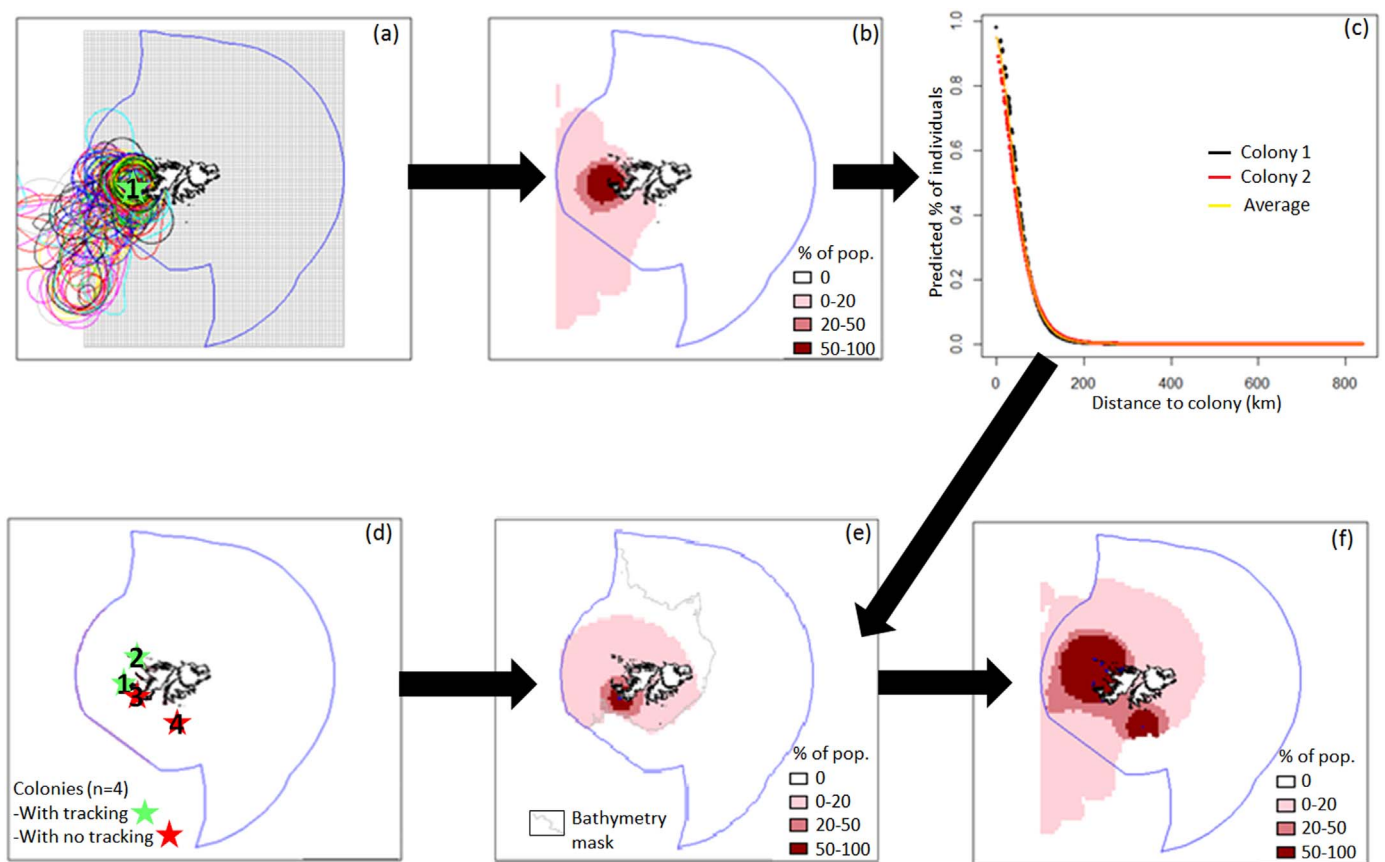 (a)
1
(b)
% of pop.
0
0-20
20-50
50-100
(c)
Predicted % of individuals
1.0
0.8
0.6
0.4
0.2
0.0
Colony 1
Colony 2
Average
0 200 400 600 800
Distance to colony (km)
(d)
2
1
3
4
Colonies (n=4)
-With tracking
-With no tracking
(e)
Bathymetry
mask
% of pop.
0
0-20
20-50
50-100
(f)
% of pop.
0
0-20
20-50
50-100